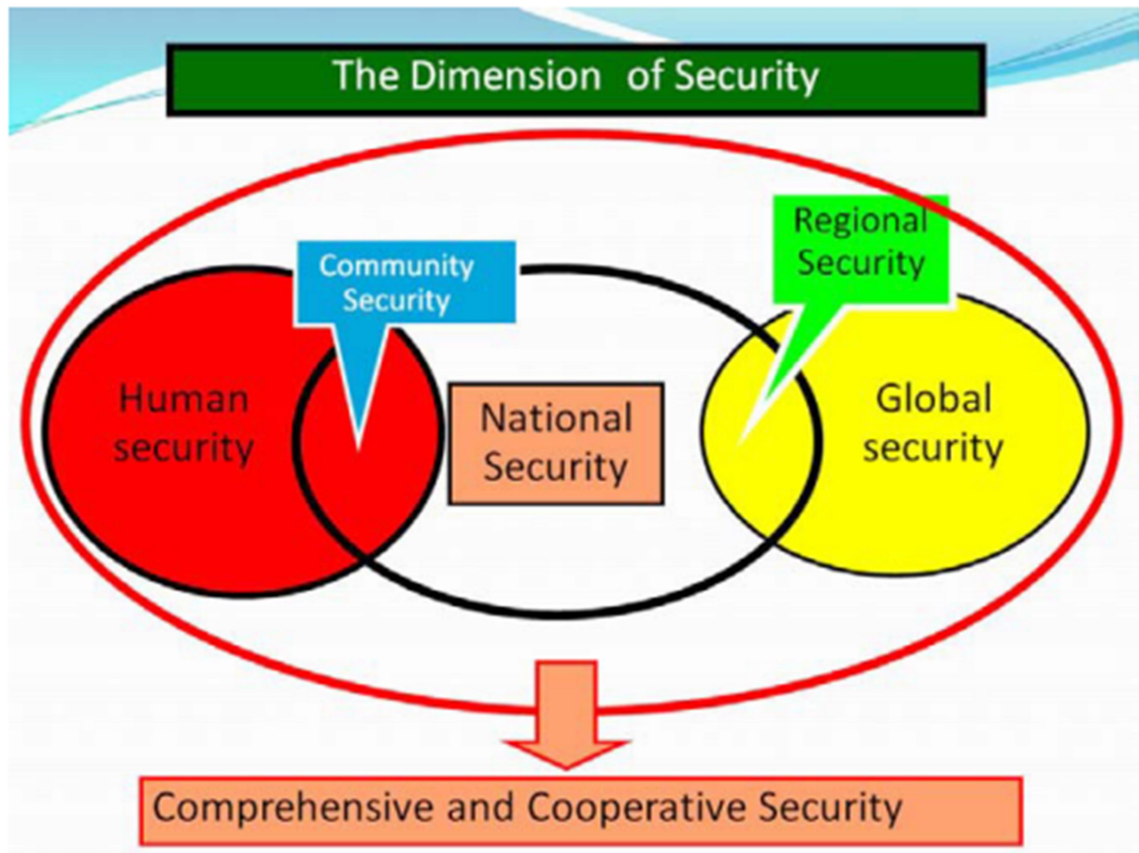 The Dimension of Security
Community
Security
Regional
Security
Human
security
National
Security
Global
security
Comprehensive and Cooperative Security